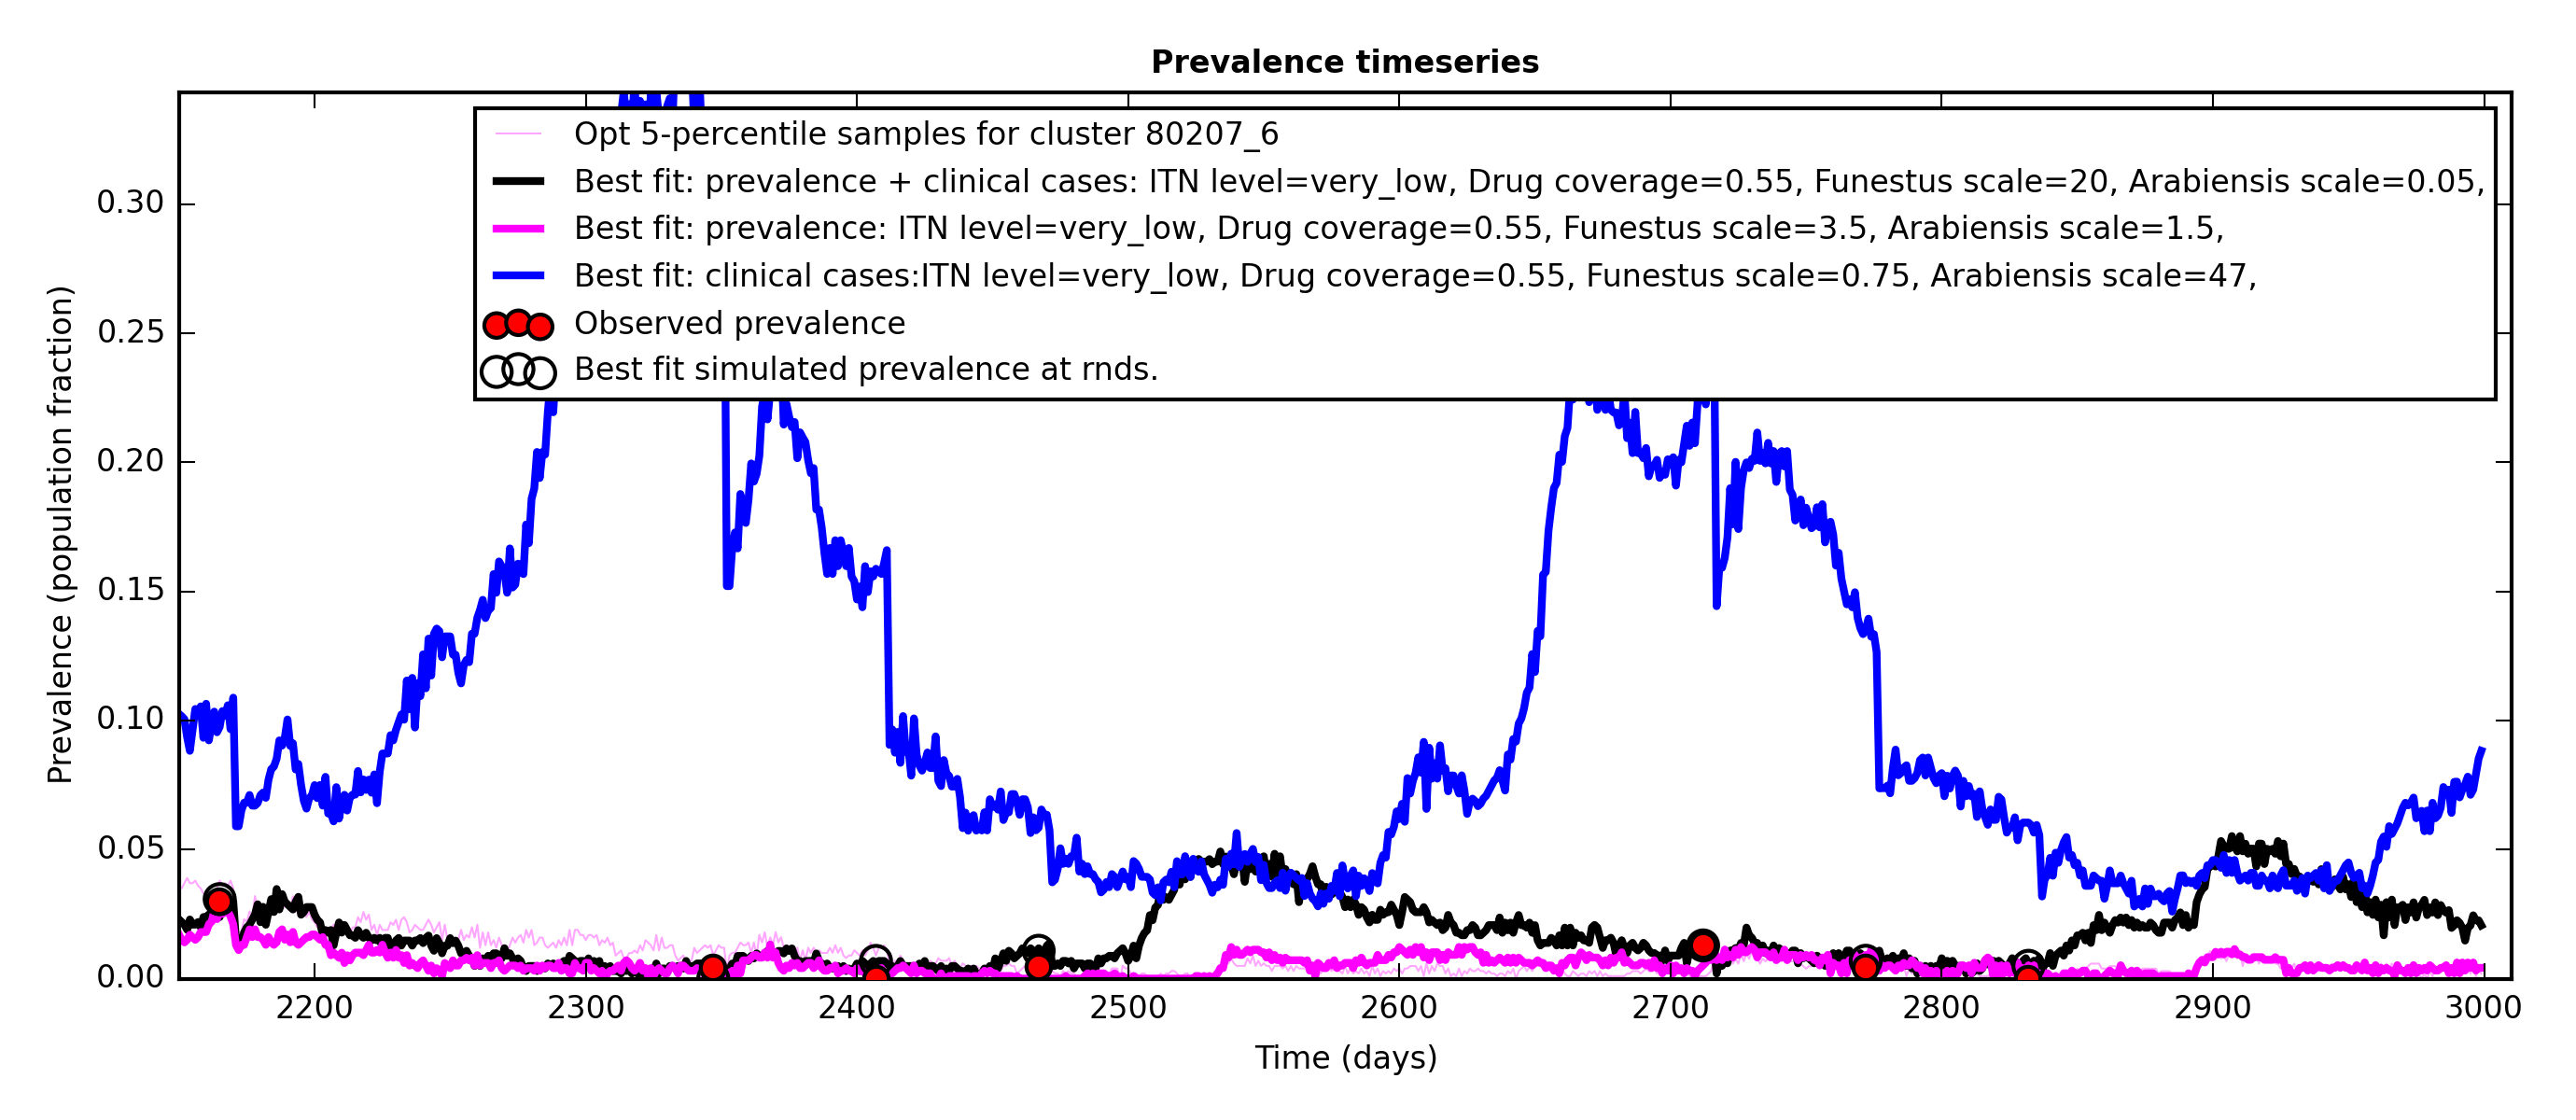 Prevalence timeseries
Opt 5-percentile samples for cluster 80207_6
Best fit: prevalence + clinical cases: ITN level=very_low, Drug coverage=0.55, Funestus scale=20, Arabiensis scale=0.05,
Best fit: prevalence: ITN level=very_low, Drug coverage=0.55, Funestus scale=3.5, Arabiensis scale=1.5,
Best fit: clinical cases:ITN level=very_low, Drug coverage=0.55, Funestus scale=0.75, Arabiensis scale=47,
Observed prevalence
Best fit simulated prevalence at rnds.
Prevalence (population fraction)
0.30
0.25
0.20
0.15
0.10
0.05
0.00
2200 2300 2400 2500 2600 2700 2800 2900 3000
Time (days)